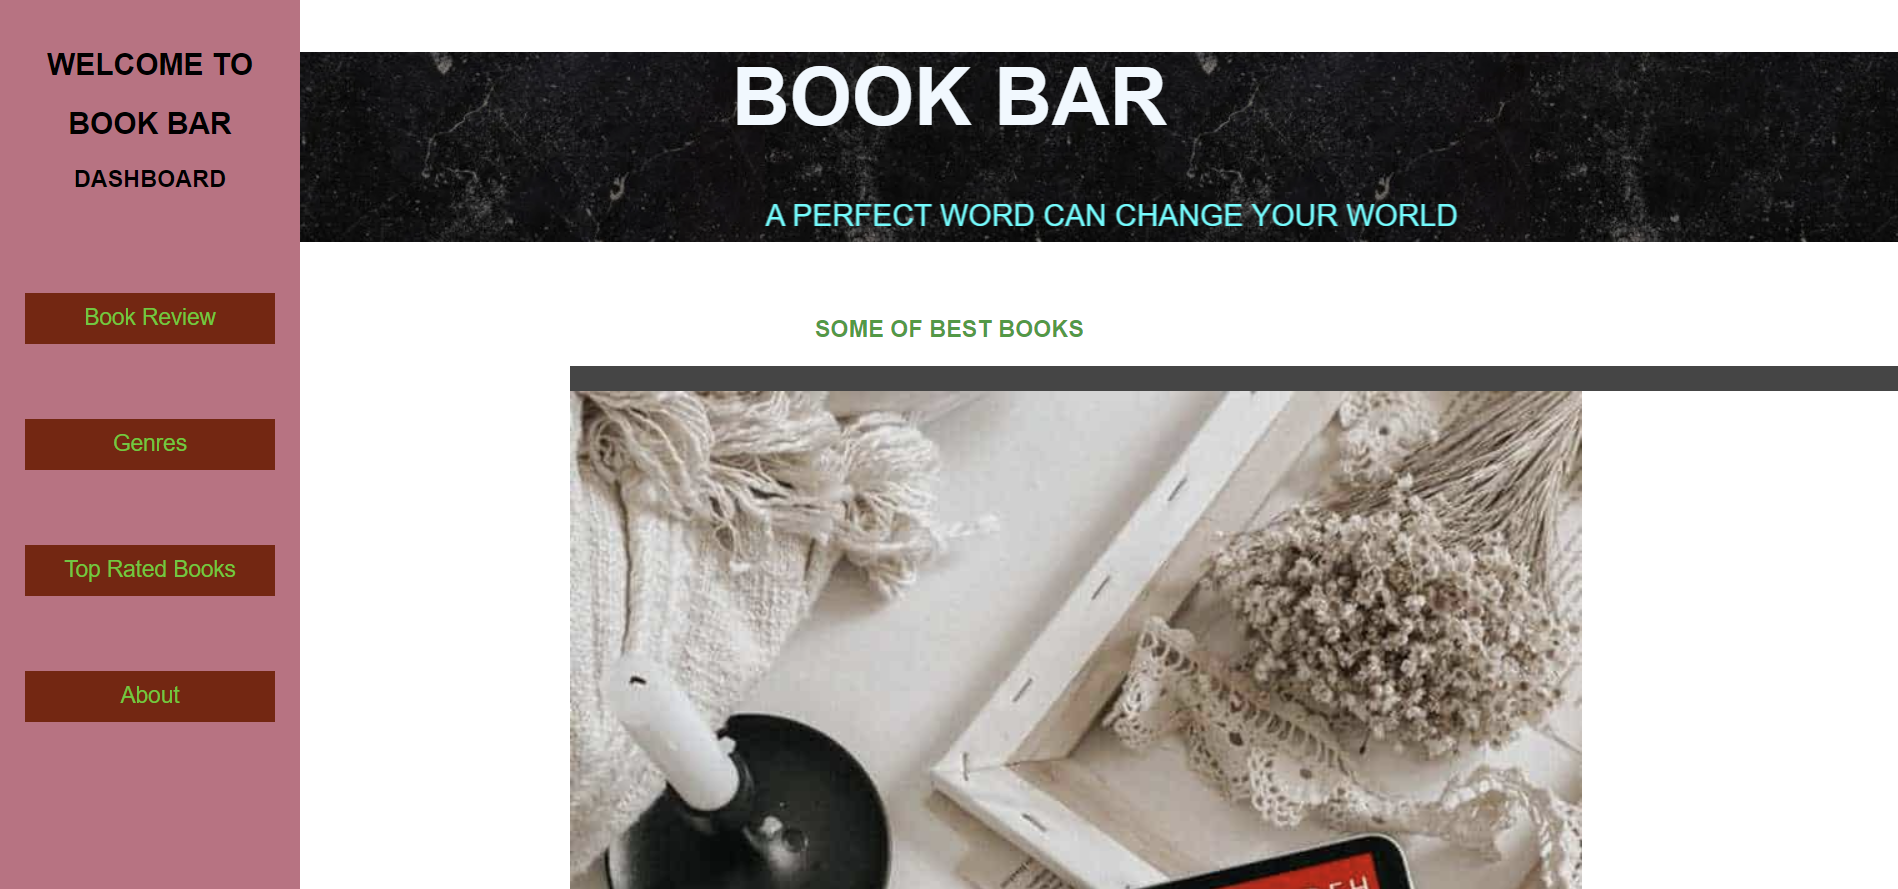 WELCOME TO
BOOK BAR
DASHBOARD
Book Review
Genres
Top Rated Books
About
BOOK BAR
A PERFECT WORD CAN CHANGE YOUR WORLD
SOME OF BEST BOOKS